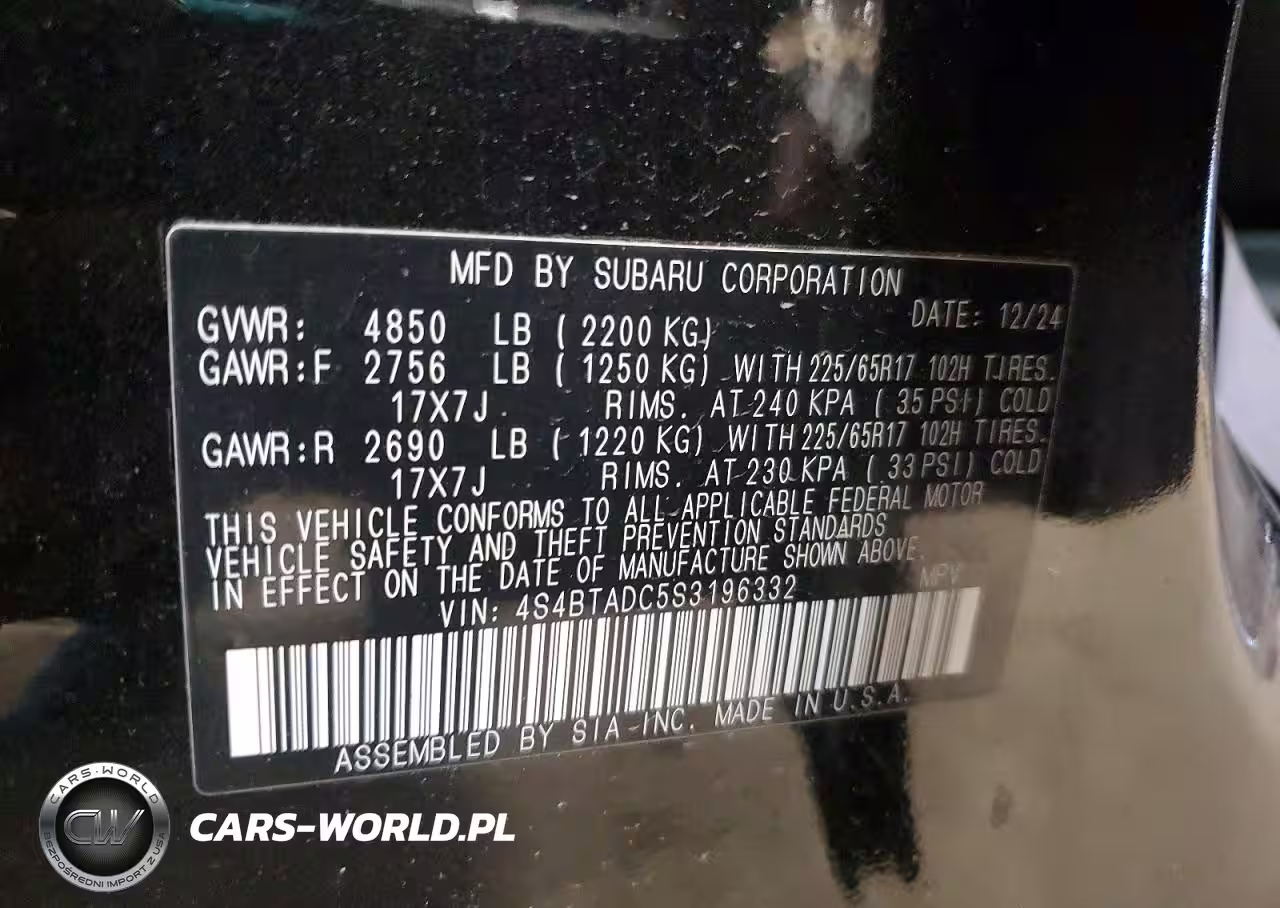 MFD BY SUBARU CORPORATION
DATE: 12/24
GVWR: 4850 LB ( 2200 KG)
GAWR:F 2756 LB ( 1250 KG) WITH 225/65R17 102H TIRES.
17X7J RIMS. AT 240 KPA ( 35 PSI) COLD
GAWR:R 2690 LB ( 1220 KG) WITH 225/65R17 102H TIRES.
17X7J RIMS. AT 230 KPA ( 33 PSI) COLD
THIS VEHICLE CONFORMS TO ALL APPLICABLE FEDERAL MOTOR
VEHICLE SAFETY AND THEFT PREVENTION STANDARDS
IN EFFECT ON THE DATE OF MANUFACTURE SHOWN ABOVE.
VIN: 4S4BTADC5S3196332 MPV
ASSEMBLED BY SIA-INC. MADE IN U.S.A.
CARS-WORLD
CW
BEZPOŚREDNI IMPORT Z USA
CARS-WORLD.PL